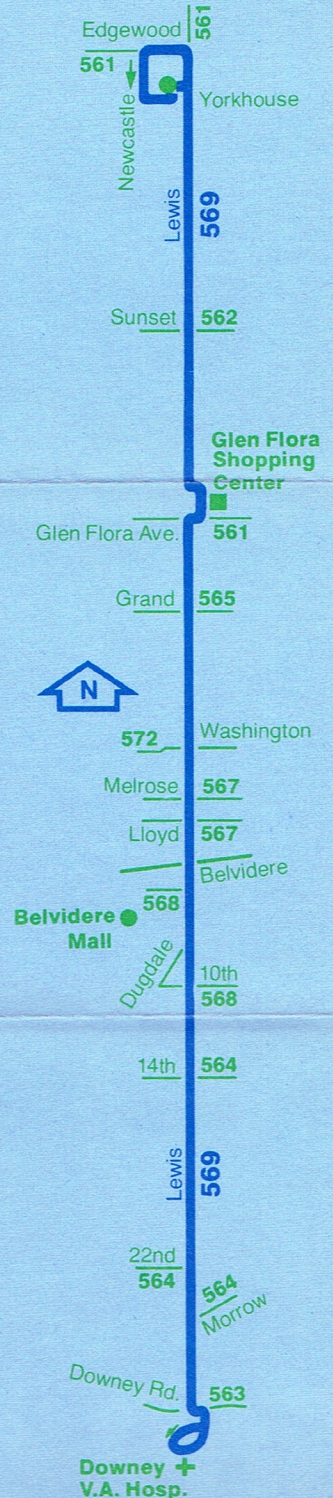 Edgewood
561
561
Newcastle
Yorkhouse
Lewis
569
Sunset
562
Glen Flora
Shopping
Center
Glen Flora Ave.
561
Grand
565
N
572
Washington
Melrose
567
Lloyd
567
Belvidere
568
Belvidere
Mall
Dugdale
10th
568
14th
564
Lewis
569
22nd
564
564
Morrow
Downey Rd.
563
Downey
V.A. Hosp.